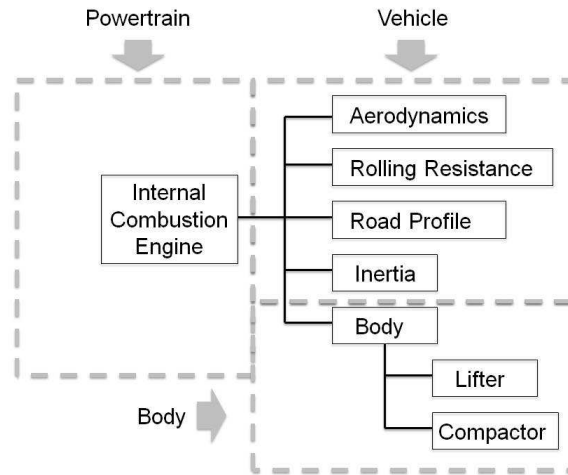 Powertrain
Vehicle
Aerodynamics
Rolling Resistance
Internal
Combustion
Engine
Road Profile
Inertia
Body
Lifter
Body
Compactor